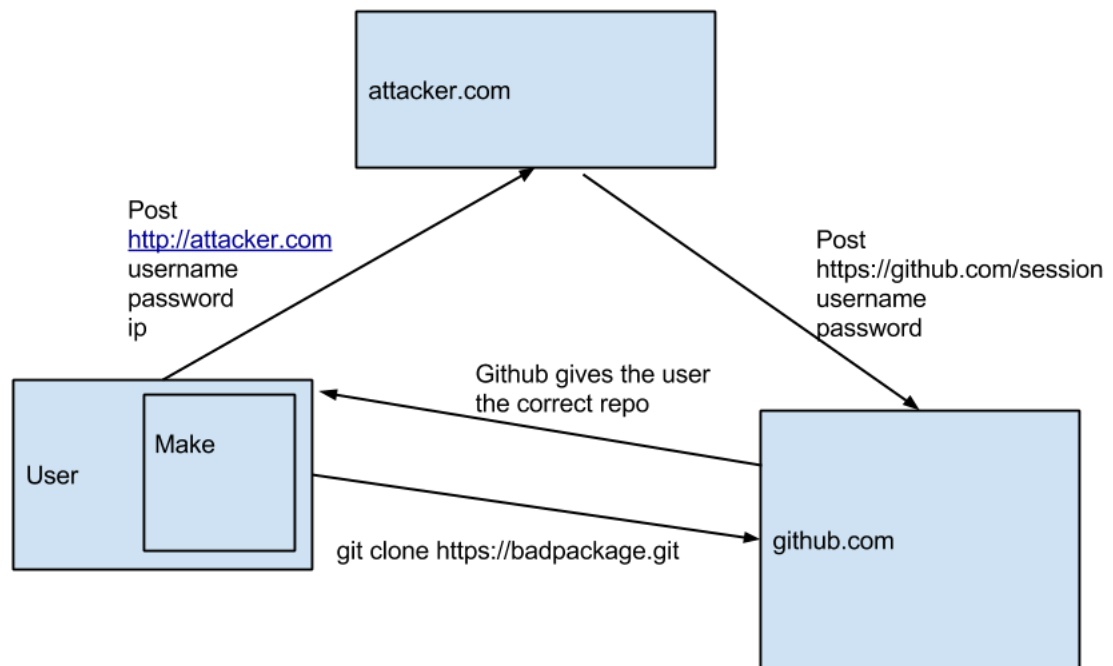 attacker.com
Post
http://attacker.com
username
password
ip
Post
https://github.com/session
username
password
Github gives the user
the correct repo
User
Make
git clone https://badpackage.git
github.com